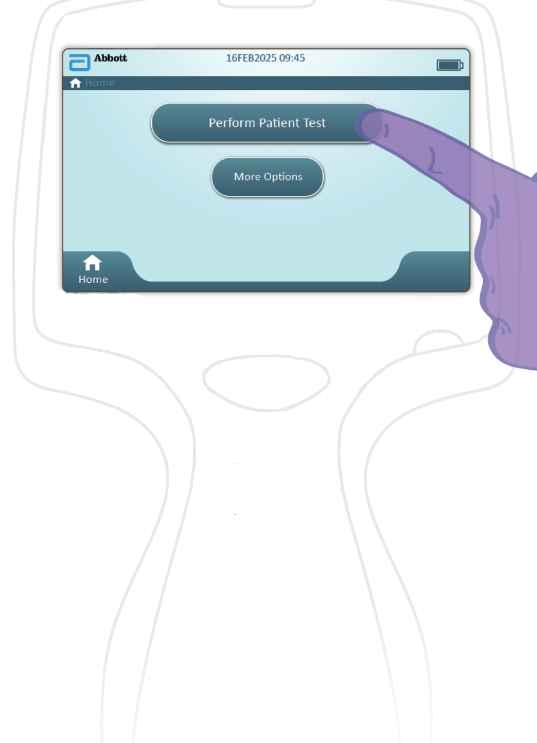 Abbott
16FEB2025 09:45
Home
Perform Patient Test
More Options
Home